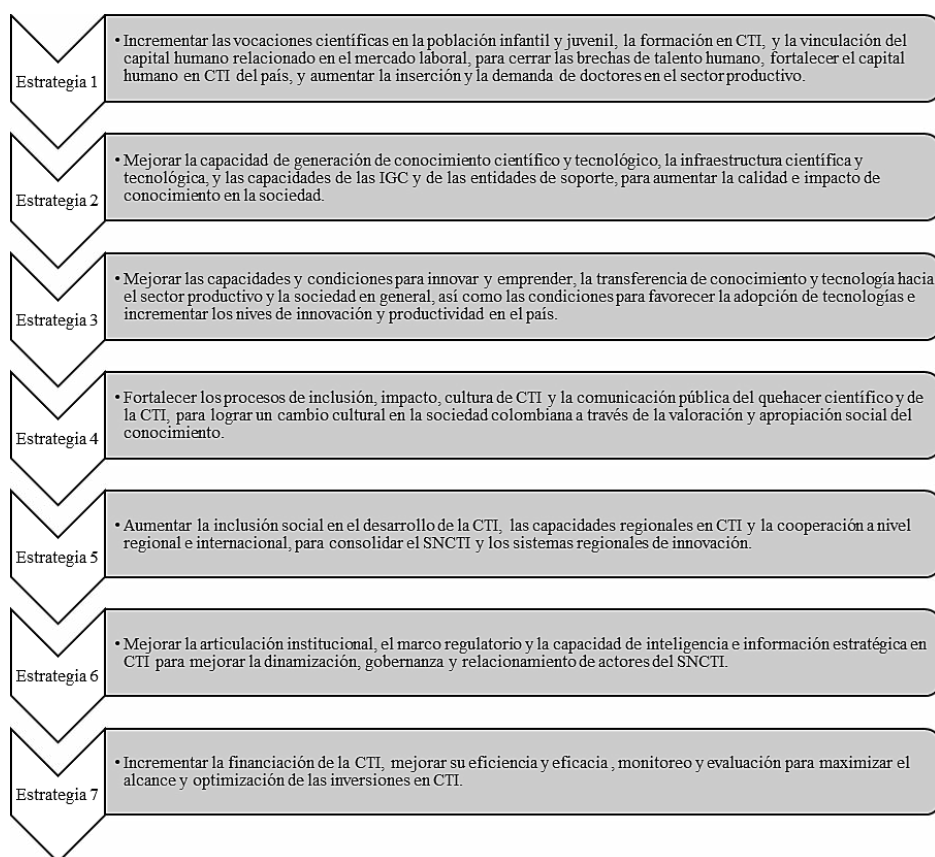 • Incrementar las vocaciones científicas en la población infantil y juvenil, la formación en CTI, y la vinculación del
capital humano relacionado en el mercado laboral, para cerrar las brechas de talento humano, fortalecer el capital
humano en CTI del país, y aumentar la inserción y la demanda de doctores en el sector productivo.
Estrategia 1
• Mejorar la capacidad de generación de conocimiento científico y tecnológico, la infraestructura científica y
tecnológica, y las capacidades de las IGC y de las entidades de soporte, para aumentar la calidad e impacto de
conocimiento en la sociedad.
Estrategia 2
• Mejorar las capacidades y condiciones para innovar y emprender, la transferencia de conocimiento y tecnología hacia
el sector productivo y la sociedad en general, así como las condiciones para favorecer la adopción de tecnologías e
incrementar los nives de innovación y productividad en el país.
Estrategia 3
• Fortalecer los procesos de inclusión, impacto, cultura de CTI y la comunicación pública del quehacer científico y de
la CTI, para lograr un cambio cultural en la sociedad colombiana a través de la valoración y apropiación social del
conocimiento.
Estrategia 4
• Aumentar la inclusión social en el desarrollo de la CTI, las capacidades regionales en CTI y la cooperación a nivel
regional e internacional, para consolidar el SNCTI y los sistemas regionales de innovación.
Estrategia 5
• Mejorar la articulación institucional, el marco regulatorio y la capacidad de inteligencia e información estratégica en
CTI para mejorar la dinamización, gobernanza y relacionamiento de actores del SNCTI.
Estrategia 6
• Incrementar la financiación de la CTI, mejorar su eficiencia y eficacia , monitoreo y evaluación para maximizar el
alcance y optimización de las inversiones en CTI.
Estrategia 7